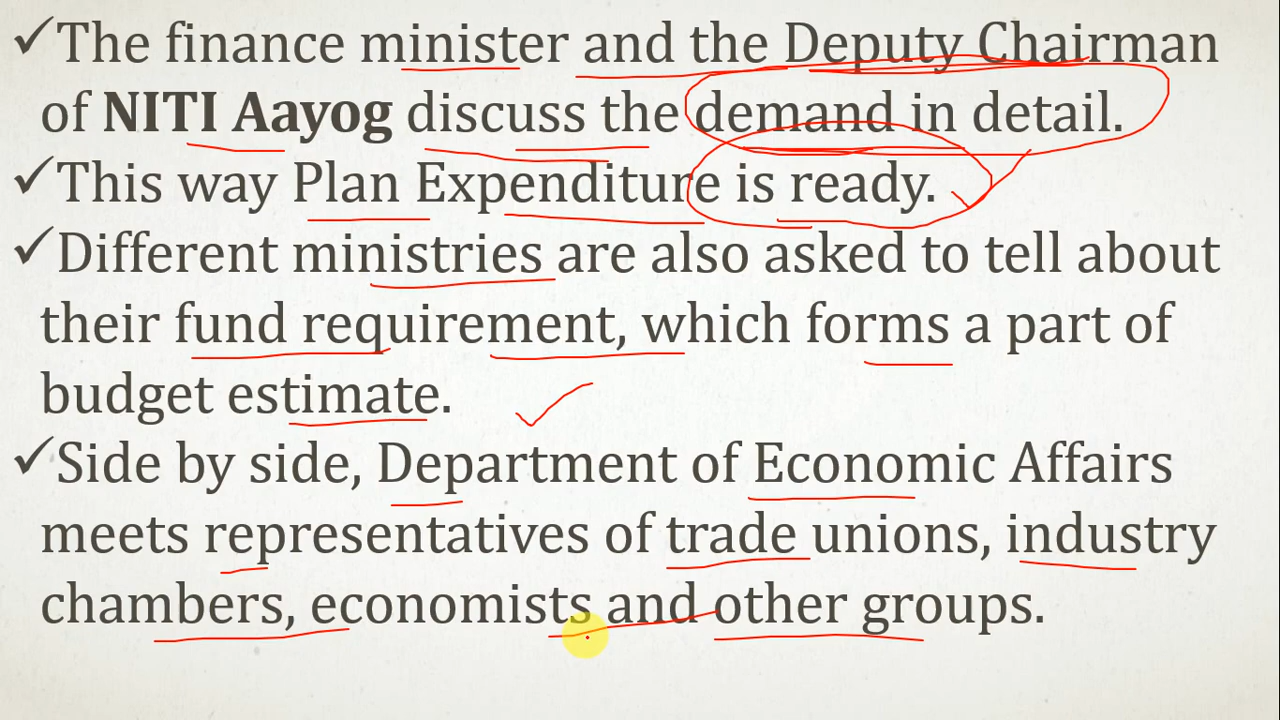 ✓The finance minister and the Deputy Chairman
of NITI Aayog discuss the demand in detail.
✓This way Plan Expenditure is ready.
✓Different ministries are also asked to tell about
their fund requirement, which forms a part of
budget estimate.
✓Side by side, Department of Economic Affairs
meets representatives of trade unions, industry
chambers, economists and other groups.